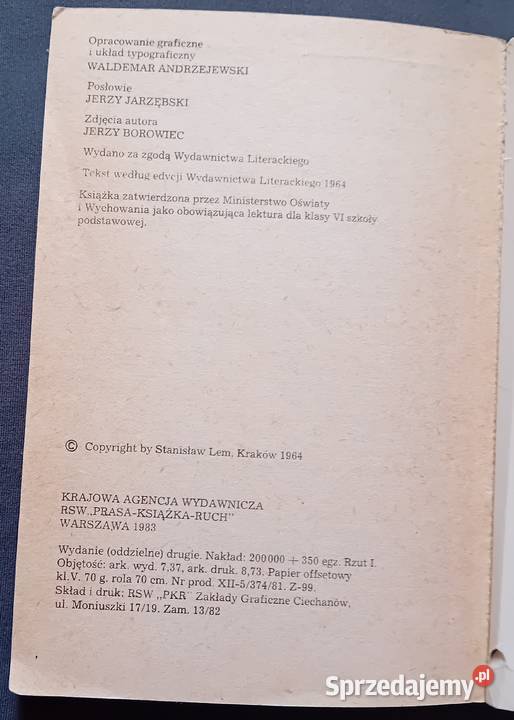 Opracowanie graficzne
i układ typograficzny
WALDEMAR ANDRZEJEWSKI
Posłowie
JERZY JARZĘBSKI
Zdjęcia autora
JERZY BOROWIEC
Wydano za zgodą Wydawnictwa Literackiego
Tekst według edycji Wydawnictwa Literackiego 1964
Książka zatwierdzona przez Ministerstwo Oświaty
i Wychowania jako obowiązująca lektura dla klasy VI szkoły
podstawowej.
© Copyright by Stanisław Lem, Kraków 1964
KRAJOWA AGENCJA WYDAWNICZA
RSW„PRASA-KSIĄŻKA-RUCH”
WARSZAWA 1983
Wydanie (oddzielne) drugie. Nakład: 200000 + 350 egz. Rzut I.
Objętość: ark. wyd. 7,37, ark. druk. 8,73. Papier offsetowy
kl.V. 70 g. rola 70 cm. Nr prod. XII-5/374/81. Z-99.
Skład i druk: RSW „PKR” Zakłady Graficzne Ciechanów,
ul. Moniuszki 17/19. Zam. 13/82
Sprzedajemy.pl